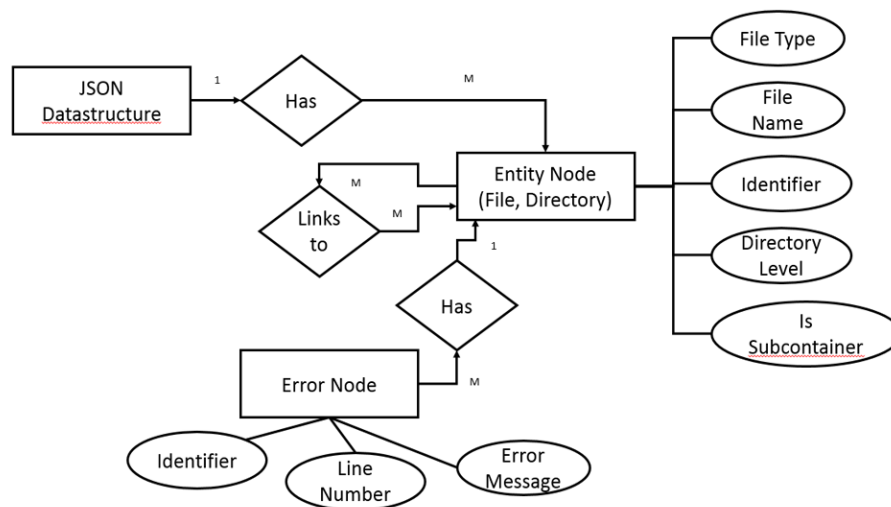 File Type
JSON
Datastructure
1
Has
M
File
Name
Entity Node
(File, Directory)
M
Links
to
M
Identifier
1
Directory
Level
Has
Is
Subcontainer
Error Node
M
Identifier
Line
Number
Error
Message